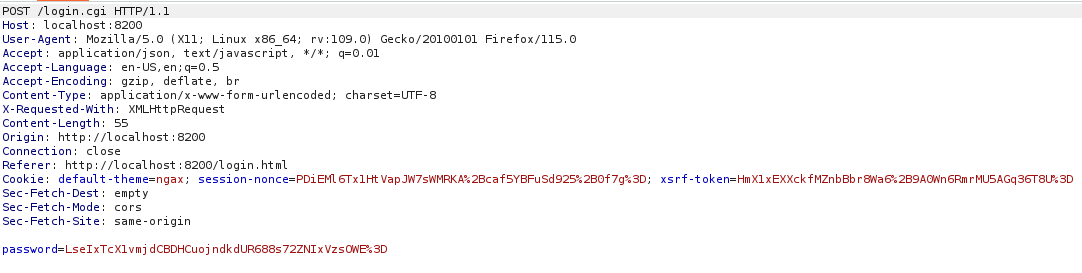 POST /login.cgi HTTP/1.1
Host: localhost:8200
User-Agent: Mozilla/5.0 (X11; Linux x86_64; rv:109.0) Gecko/20100101 Firefox/115.0
Accept: application/json, text/javascript, */*; q=0.01
Accept-Language: en-US,en;q=0.5
Accept-Encoding: gzip, deflate, br
Content-Type: application/x-www-form-urlencoded; charset=UTF-8
X-Requested-With: XMLHttpRequest
Content-Length: 55
Origin: http://localhost:8200
Connection: close
Referer: http://localhost:8200/login.html
Cookie: default-theme=ngax; session-nonce=PDiEMl6Tx1HtVapJW7sWMRKA%2Bcaf5YBFuSd925%2B0f7g%3D; xsrf-token=HmX1xEXXckfMZnbBbr8Wa6%2B9AOWn6RmrMU5AGq36T8U%3D
Sec-Fetch-Dest: empty
Sec-Fetch-Mode: cors
Sec-Fetch-Site: same-origin
password=LseIxTcX1vmjdCBDHCuojndkdUR688s72ZNIxVzsOWE%3D